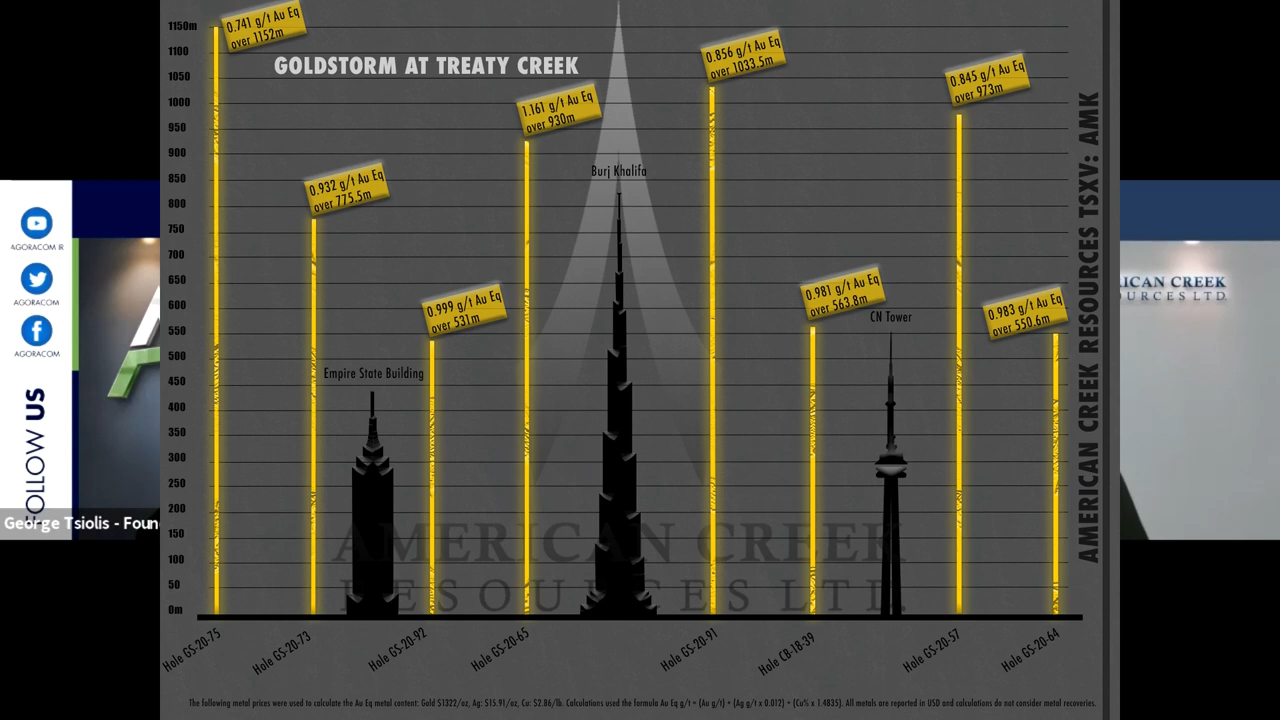 1150m
1100
1050
1000
950
900
850
800
750
700
650
600
550
500
450
400
350
300
250
200
150
100
50
0m
GOLDSTORM AT TREATY CREEK
0.741 g/t Au Eq
over 1152m
0.932 g/t Au Eq
over 775.5m
0.999 g/t Au Eq
over 531m
1.161 g/t Au Eq
over 930m
0.856 g/t Au Eq
over 1033.5m
0.981 g/t Au Eq
over 563.8m
0.845 g/t Au Eq
over 973m
0.983 g/t Au Eq
over 550.6m
Empire State Building
Burj Khalifa
CN Tower
AMERICAN CREEK
RESOURCES LTD.
Hole GS-20-75
Hole GS-20-73
Hole GS-20-92
Hole GS-20-65
Hole GS-20-91
Hole CB-18-39
Hole GS-20-57
Hole GS-20-64
The following metal prices were used to calculate the Au Eq metal content: Gold $1322/oz, Ag: $15.91/oz, Cu: $2.86/lb. Calculations used the formula Au Eq g/t = (Au g/t) + (Ag g/t x 0.012) + (Cu% x 1.4835). All metals are reported in USD and calculations do not consider metal recoveries.
AMERICAN CREEK RESOURCES TSXV: AMK
AGORACOM IR
AGORACOM
AGORACOM
FOLLOW US
George Tsiolis - Foun
ICAN CREEK
OURCES LTD.